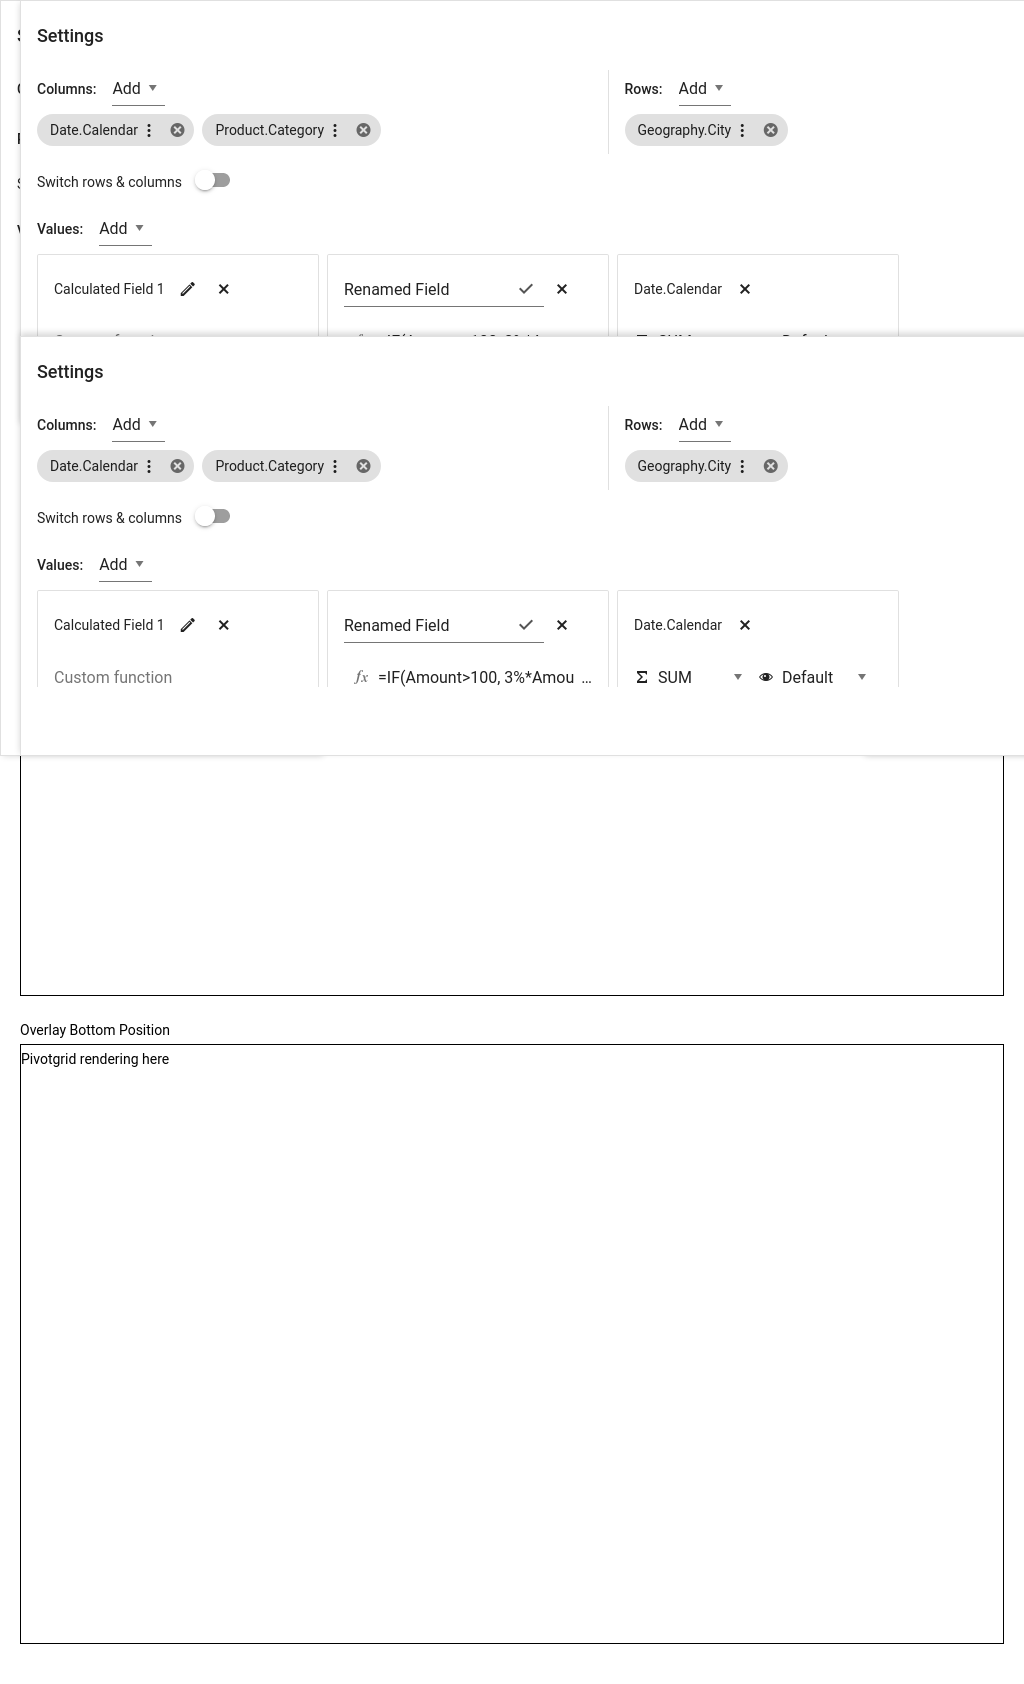 Settings
Columns: Add Rows: Add
Date.Calendar Product.Category Geography.City
Switch rows & columns
Values: Add
Calculated Field 1 Renamed Field Date.Calendar
Settings
Columns: Add Rows: Add
Date.Calendar Product.Category Geography.City
Switch rows & columns
Values: Add
Calculated Field 1 Renamed Field Date.Calendar
Custom function fx =IF(Amount>100, 3%*Amou ... Σ SUM Default
Overlay Bottom Position
Pivotgrid rendering here